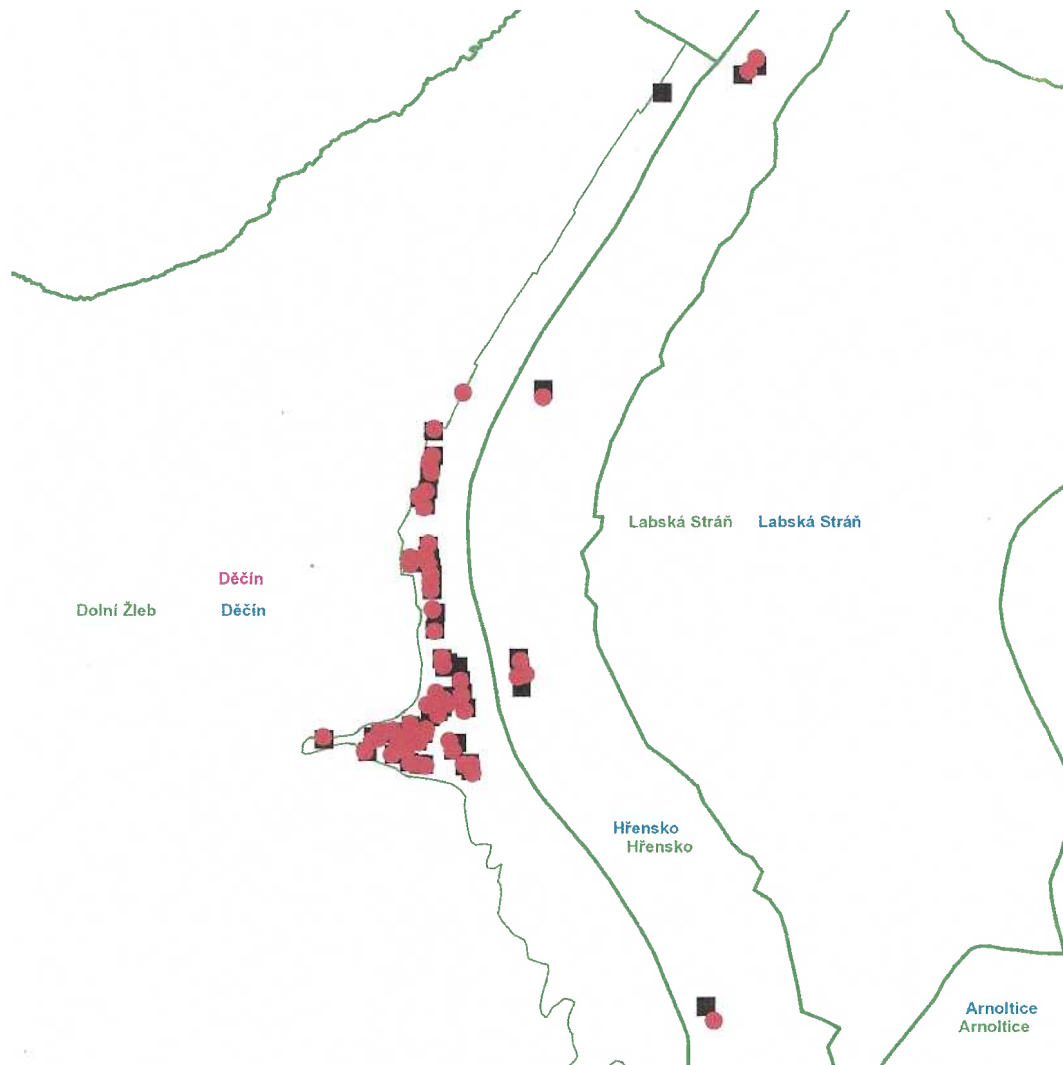 Labská Stráň Labská Stráň
Děčín
Dolní Žleb Děčín
Hřensko
Hřensko
Arnoltice
Arnoltice